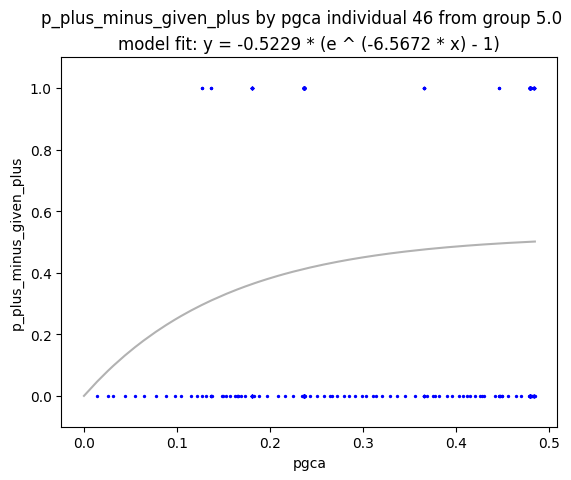 p_plus_minus_given_plus by pgca individual 46 from group 5.0
model fit: y = -0.5229 * (e ^ (-6.5672 * x) - 1)
1.0
0.8
0.6
0.4
0.2
0.0
p_plus_minus_given_plus
0.0 0.1 0.2 0.3 0.4 0.5
pgca